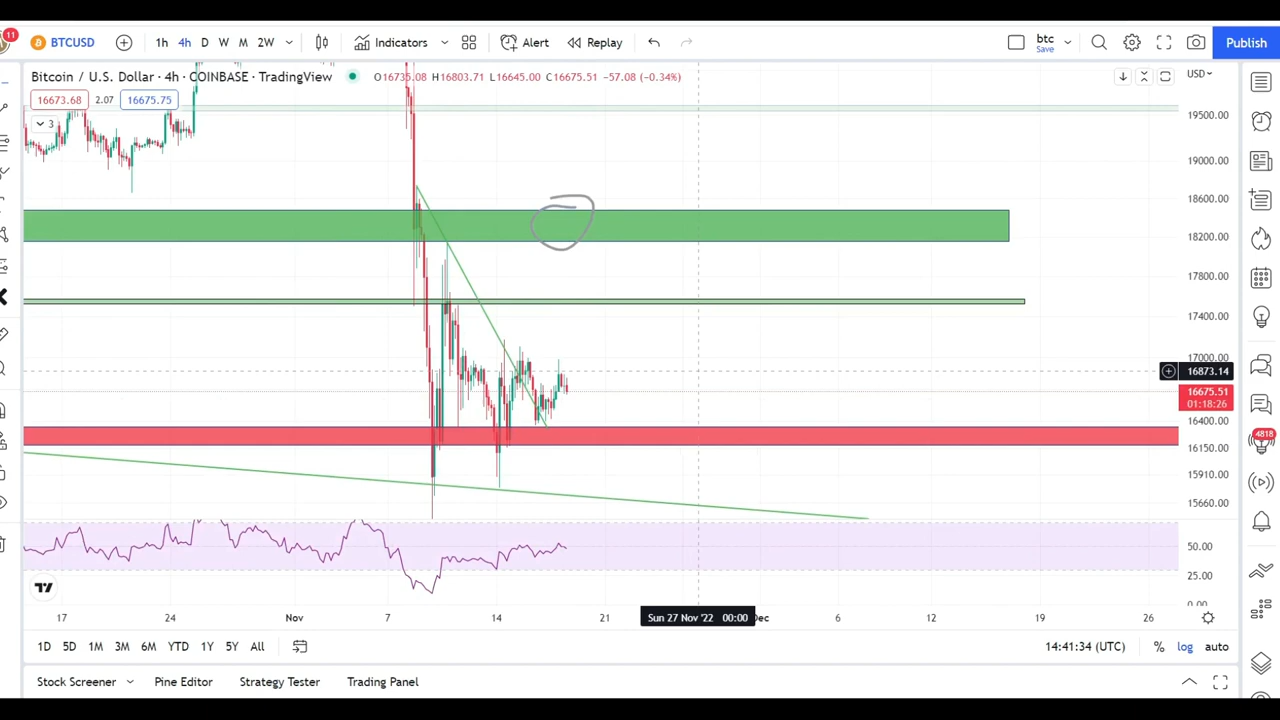 11
BTCUSD
1h 4h D W M 2W
Indicators
Alert
Replay
btc
Save
Publish
Bitcoin / U.S. Dollar · 4h · COINBASE · TradingView
O16735.08 H16803.71 L16645.00 C16675.51 −57.08 (−0.34%)
USD
16673.68 2.07 16675.75
3
19500.00
19000.00
18600.00
18200.00
17800.00
17400.00
17000.00
16873.14
16675.51
01:18:26
16400.00
16150.00
15910.00
15660.00
4818
50.00
25.00
0.00
17 24 Nov 7 14 21 Sun 27 Nov '22 00:00 Dec 6 12 19 26
1D 5D 1M 3M 6M YTD 1Y 5Y All
14:41:34 (UTC) % log auto
Stock Screener Pine Editor Strategy Tester Trading Panel